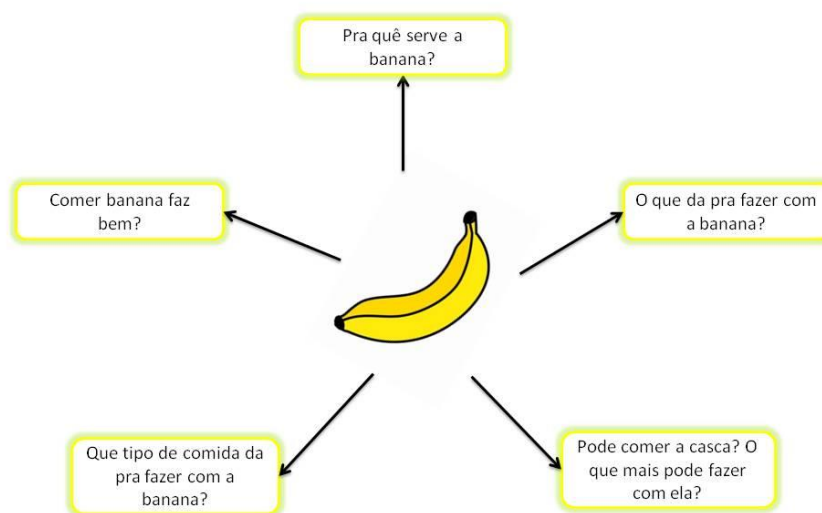 Pra quê serve a
banana?
Comer banana faz
bem?
O que da pra fazer com
a banana?
Que tipo de comida da
pra fazer com a
banana?
Pode comer a casca? O
que mais pode fazer
com ela?